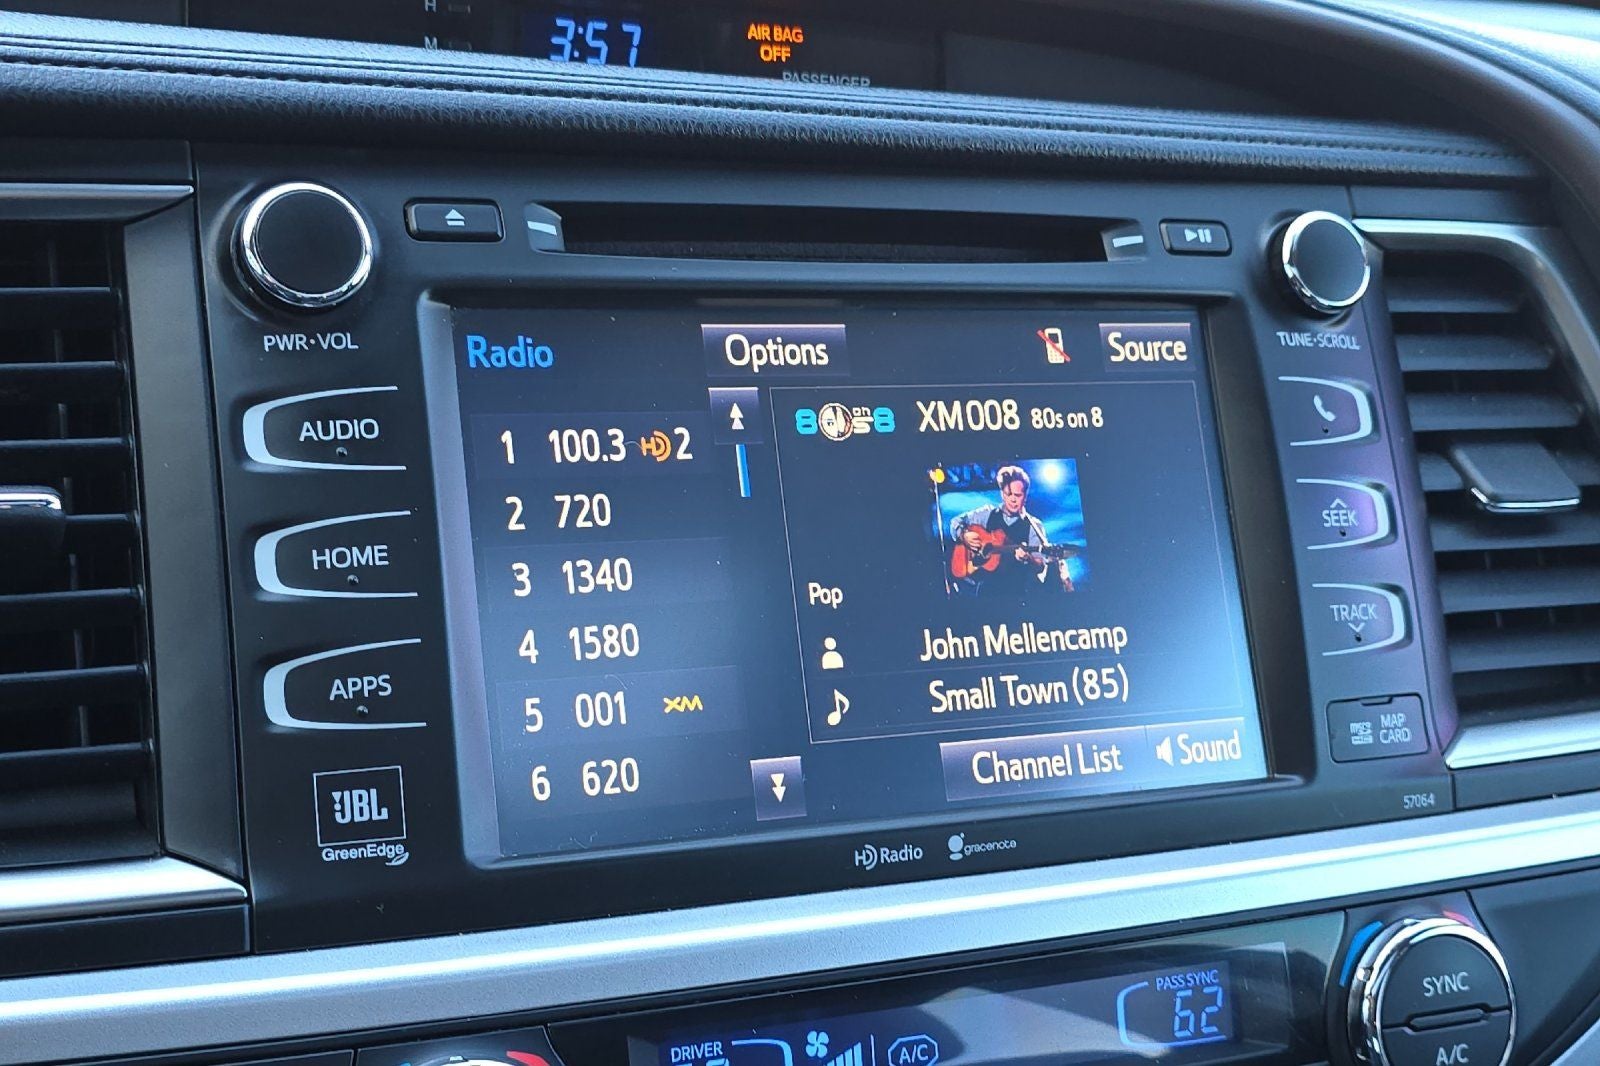 H
M
3:57
AIR BAG
OFF
PASSENGER
PWR•VOL
TUNE•SCROLL
Radio
Options
Source
AUDIO
HOME
APPS
JBL
GreenEdge
1 100.3 HD 2
2 720
3 1340
4 1580
5 001 XM
6 620
8 on 8
XM008 80s on 8
Pop
John Mellencamp
Small Town (85)
Channel List
Sound
SEEK
TRACK
MAP
CARD
57064
HD Radio
gracenote
PASS SYNC
62
DRIVER
A/C
SYNC
A/C